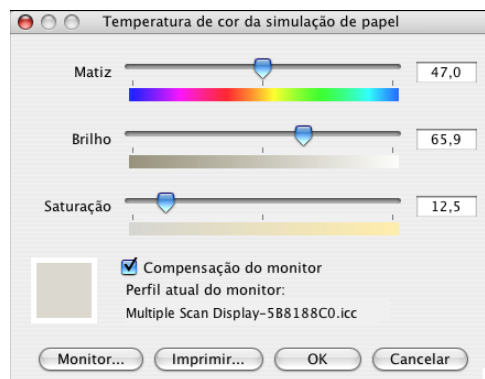 Temperatura de cor da simulação de papel
Matiz 47,0
Brilho 65,9
Saturação 12,5
Compensação do monitor
Perfil atual do monitor:
Multiple Scan Display-5B8188C0.icc
Monitor... Imprimir... OK Cancelar